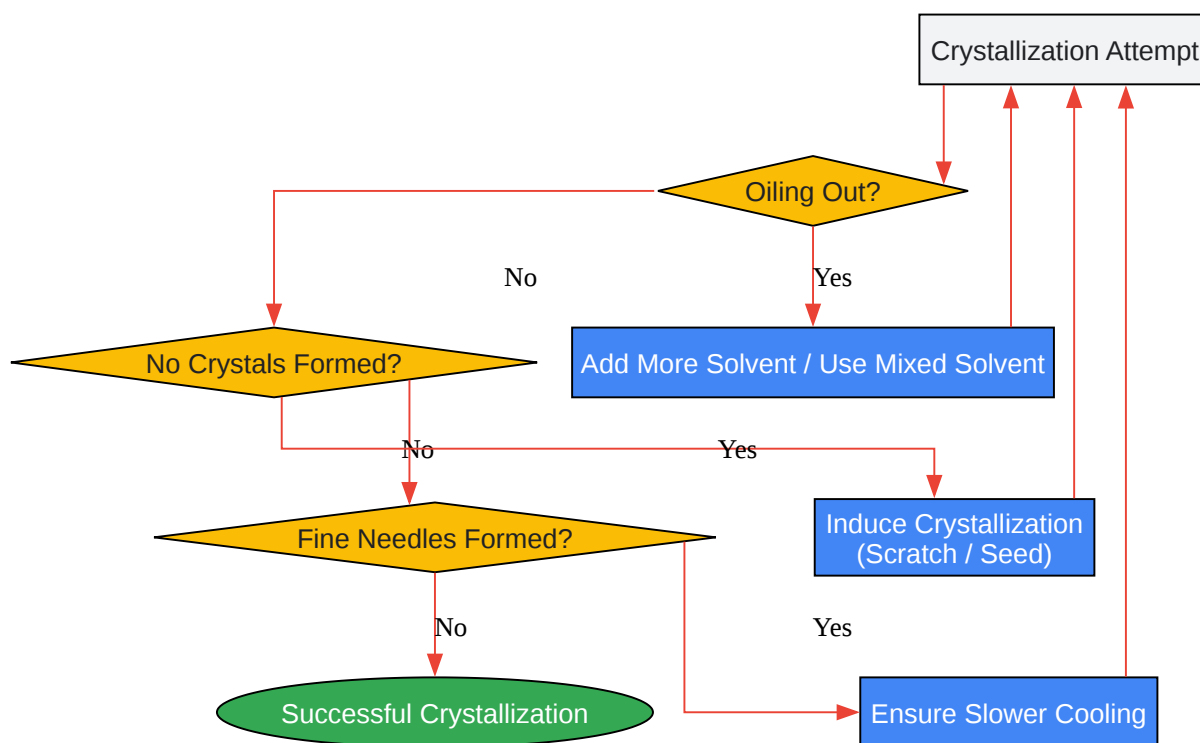 Crystallization Attempt
Oiling Out?
No
Yes
No Crystals Formed?
Add More Solvent / Use Mixed Solvent
No
Yes
Induce Crystallization
(Scratch / Seed)
Fine Needles Formed?
No
Yes
Successful Crystallization
Ensure Slower Cooling